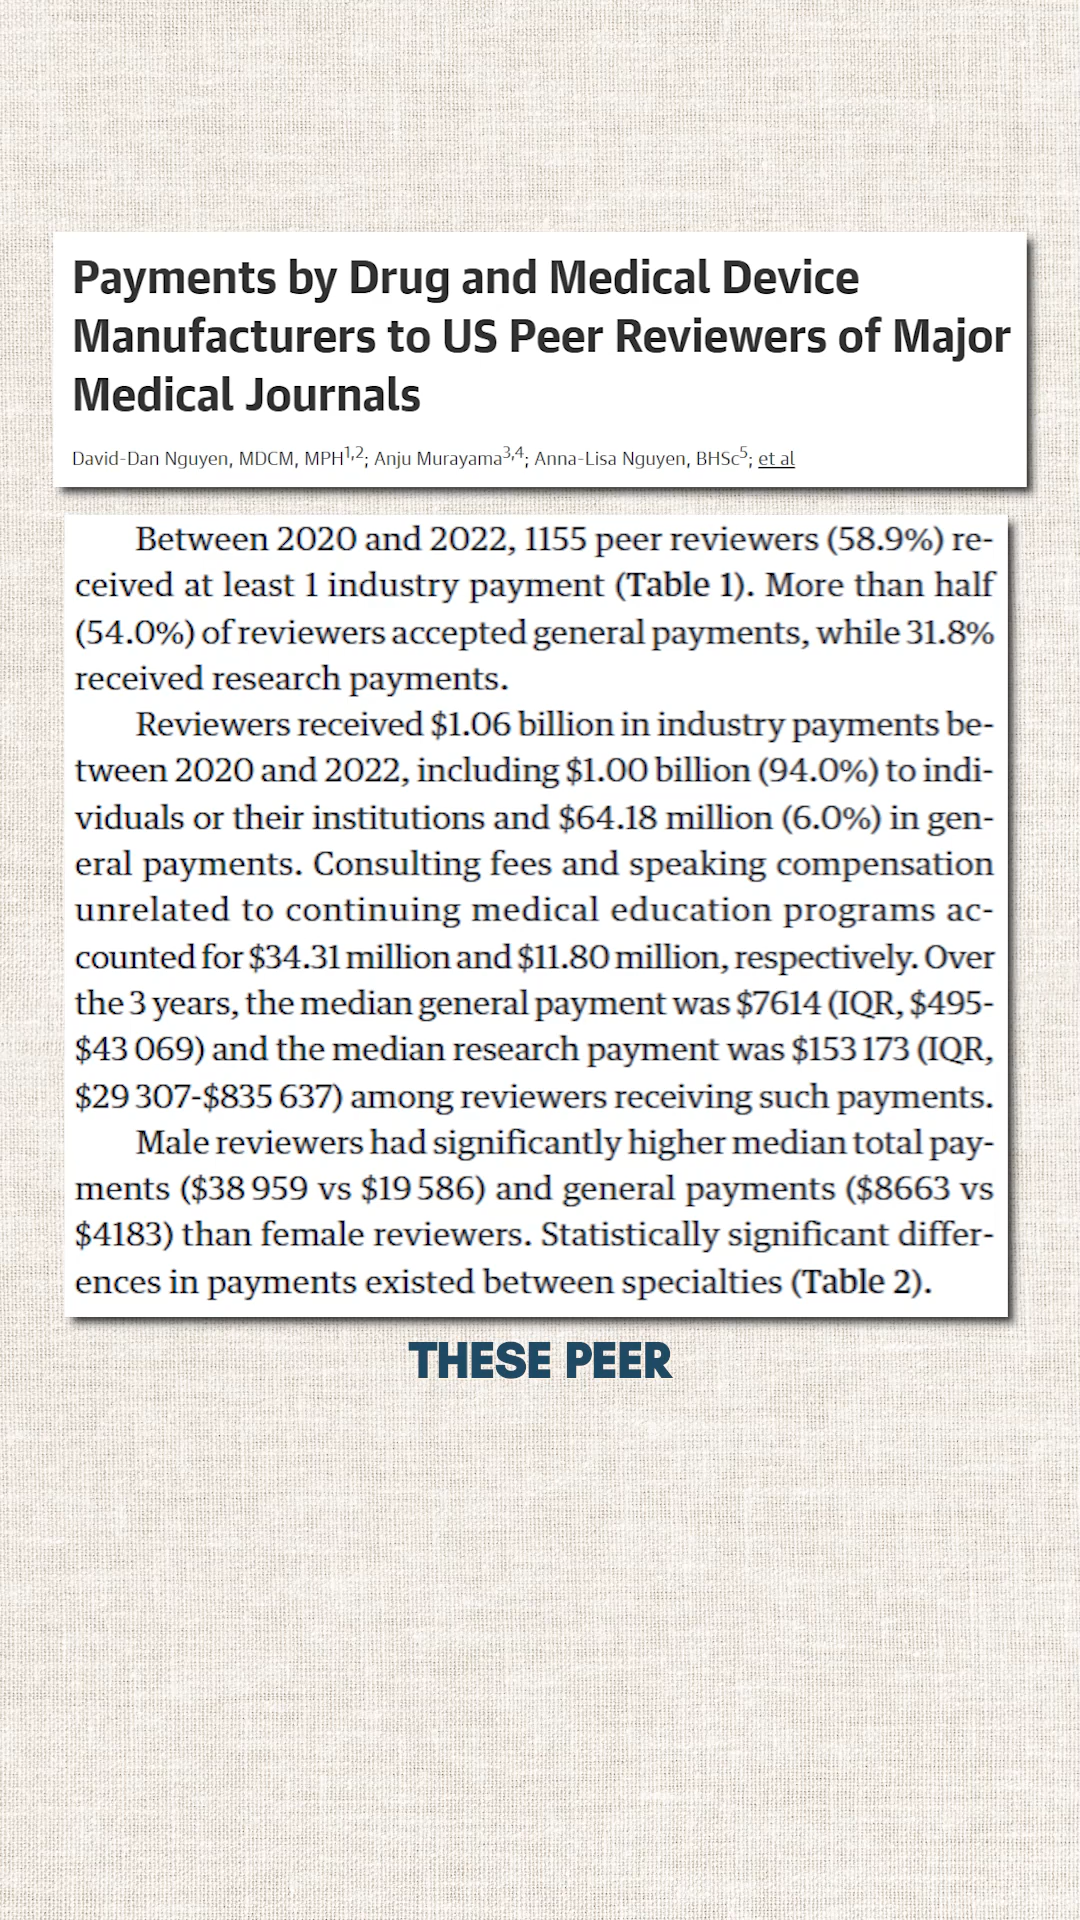 Payments by Drug and Medical Device
Manufacturers to US Peer Reviewers of Major
Medical Journals
David-Dan Nguyen, MDCM, MPH1,2; Anju Murayama3,4; Anna-Lisa Nguyen, BHSc5; et al
Between 2020 and 2022, 1155 peer reviewers (58.9%) re-
ceived at least 1 industry payment (Table 1). More than half
(54.0%) of reviewers accepted general payments, while 31.8%
received research payments.
Reviewers received $1.06 billion in industry payments be-
tween 2020 and 2022, including $1.00 billion (94.0%) to indi-
viduals or their institutions and $64.18 million (6.0%) in gen-
eral payments. Consulting fees and speaking compensation
unrelated to continuing medical education programs ac-
counted for $34.31 million and $11.80 million, respectively. Over
the 3 years, the median general payment was $7614 (IQR, $495-
$43 069) and the median research payment was $153 173 (IQR,
$29 307-$835 637) among reviewers receiving such payments.
Male reviewers had significantly higher median total pay-
ments ($38 959 vs $19 586) and general payments ($8663 vs
$4183) than female reviewers. Statistically significant differ-
ences in payments existed between specialties (Table 2).
THESE PEER